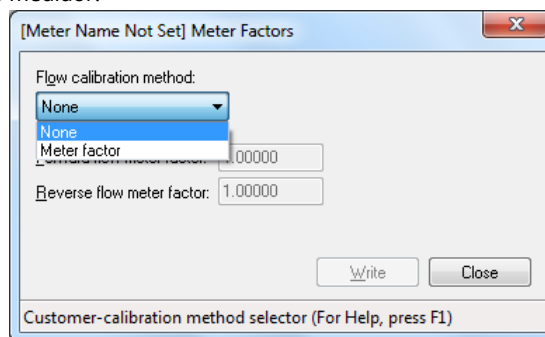 [Meter Name Not Set] Meter Factors
Flow calibration method:
None
None
Meter factor
1.00000
Reverse flow meter factor: 1.00000
Write Close
Customer-calibration method selector (For Help, press F1)